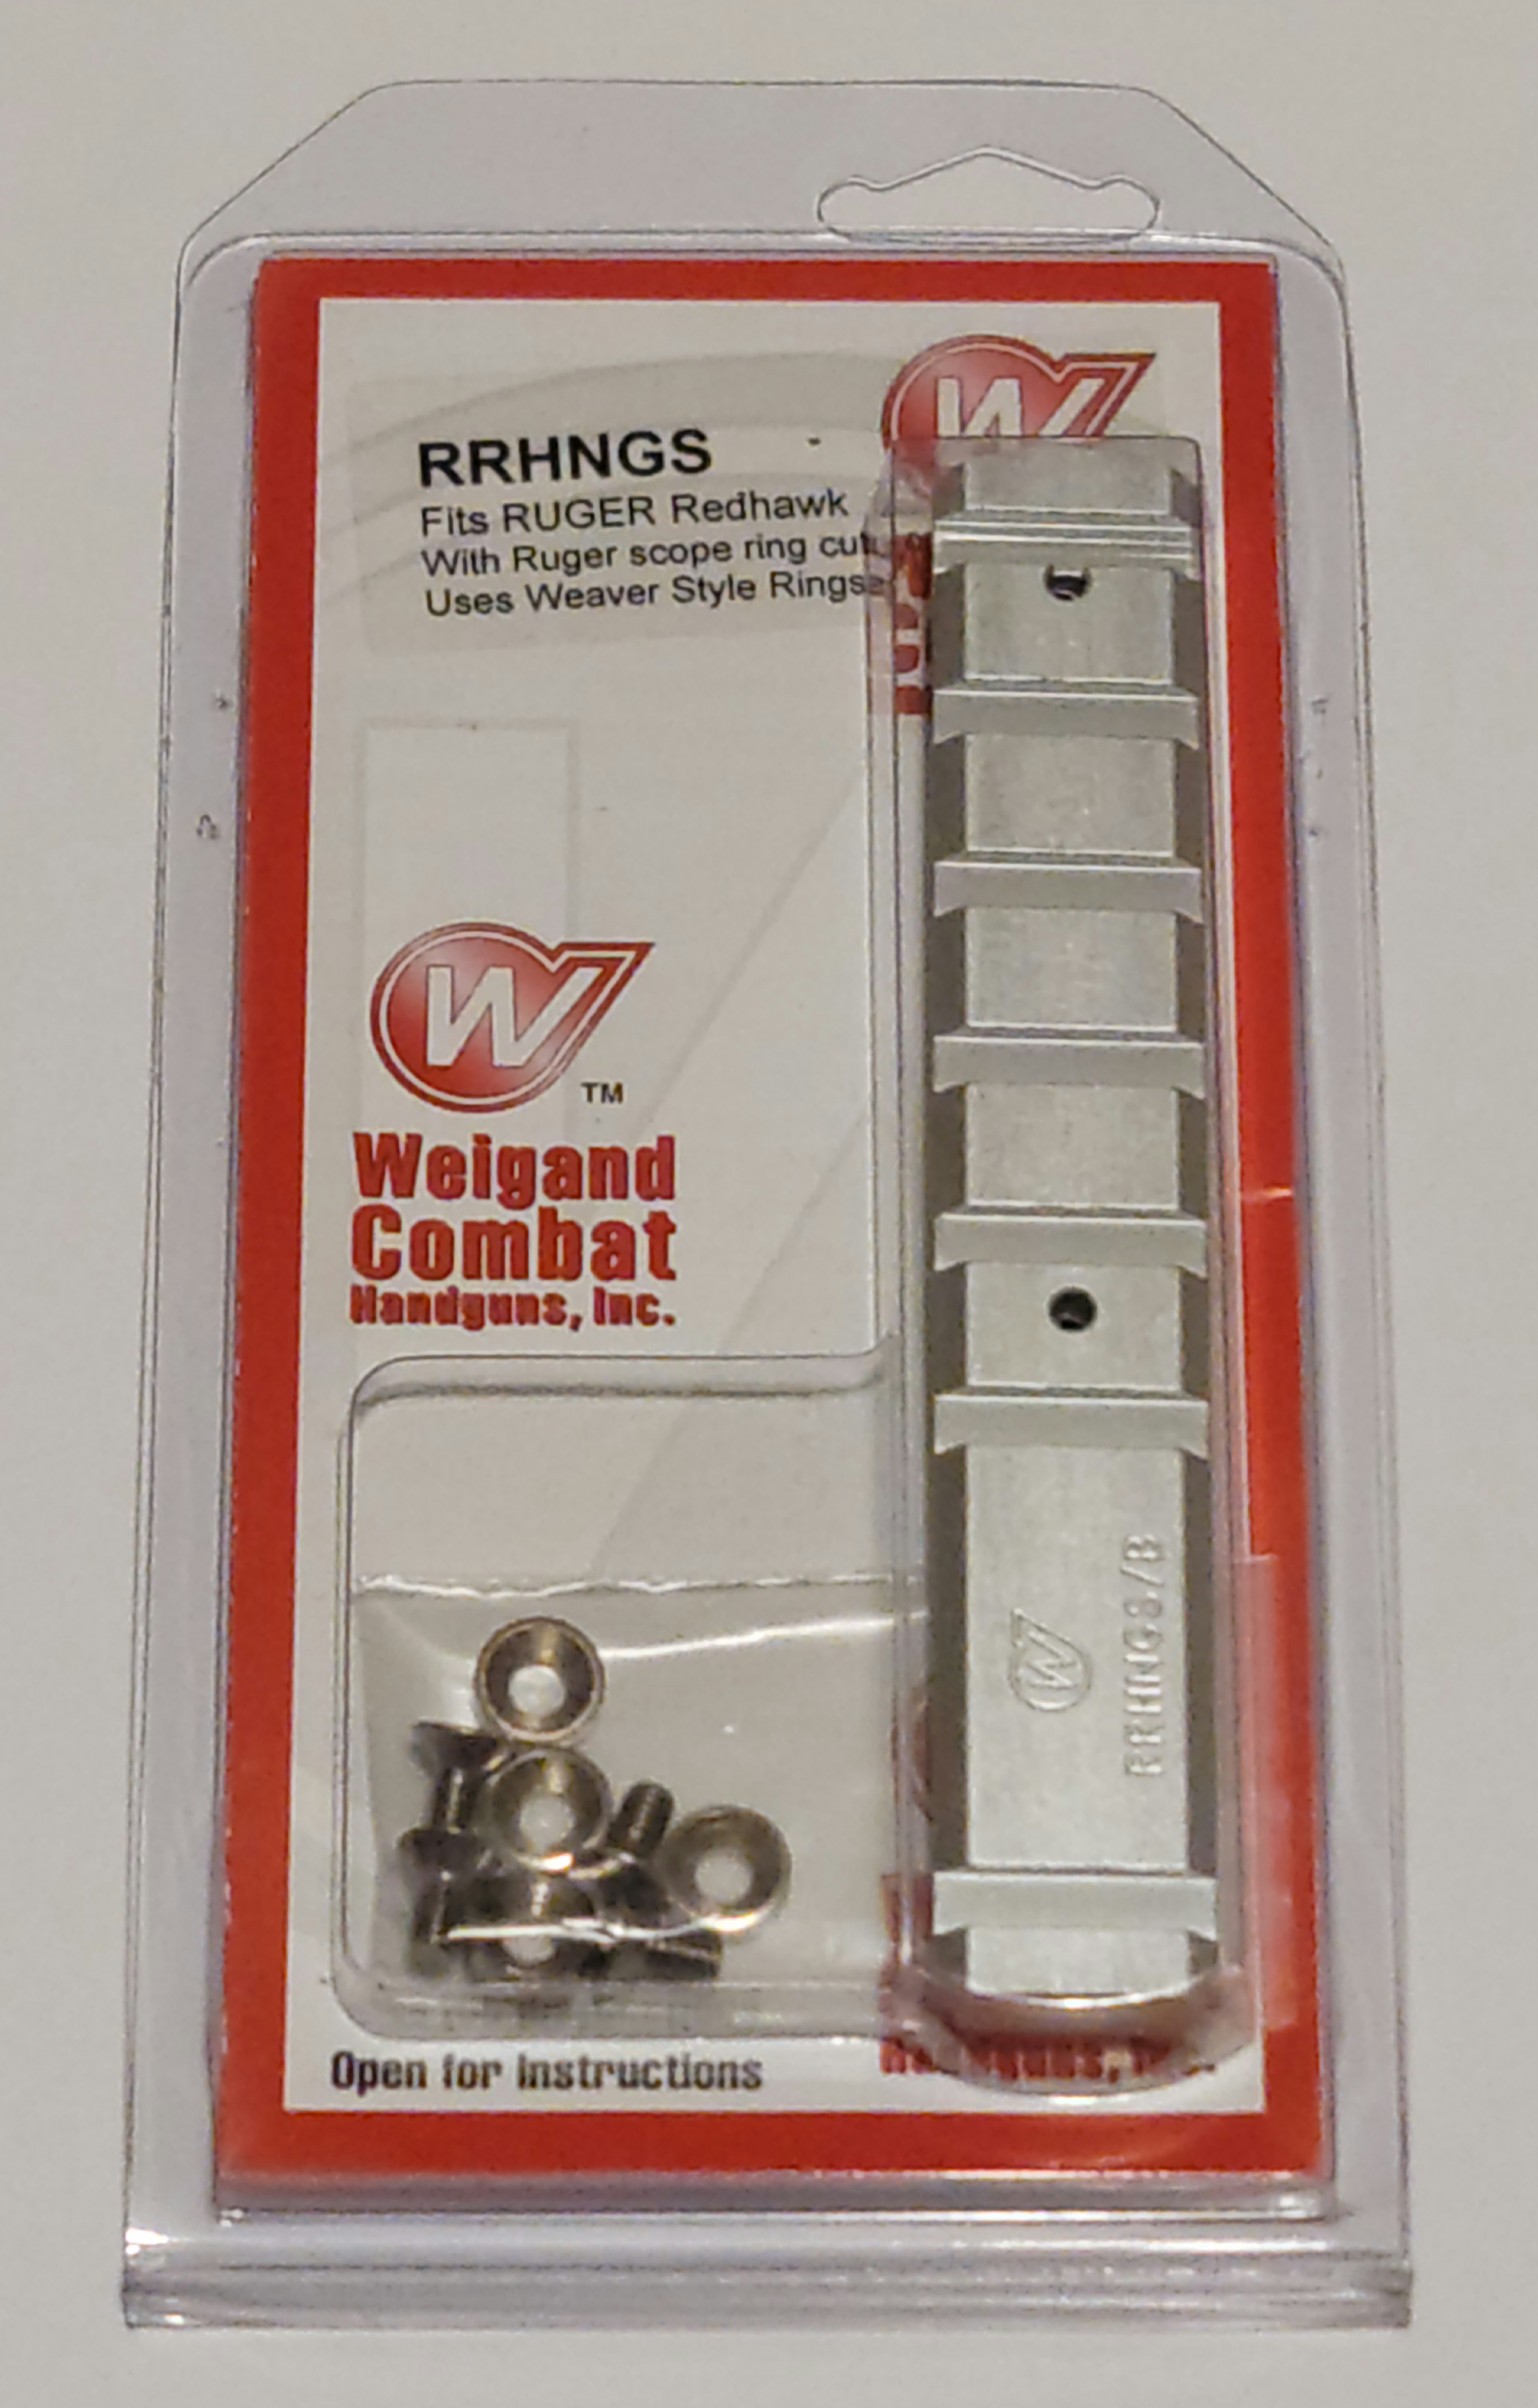 W
RRHNGS
Fits RUGER Redhawk
With Ruger scope ring cut
Uses Weaver Style Rings
W
TM
Weigand
Combat
Handguns, Inc.
W
RRHNGS/B
Open for Instructions
Handguns,